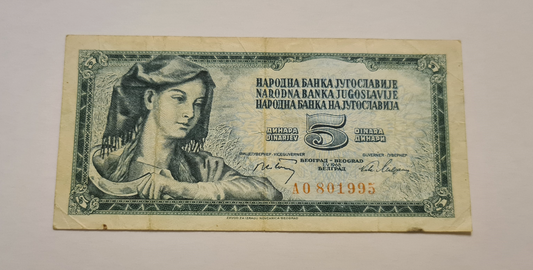 НАРОДНА БАНКА ЈУГОСЛАВИЈЕ
NARODNA BANKA JUGOSLAVIJE
НАРОДНА БАНКА НА ЈУГОСЛАВИЈА
ДИНАРА 5 DINARA
DINARJEV 5 ДИНАРИ
БЕОГРАД - BEOGRAD
БЕЛГРАД
AO 801995